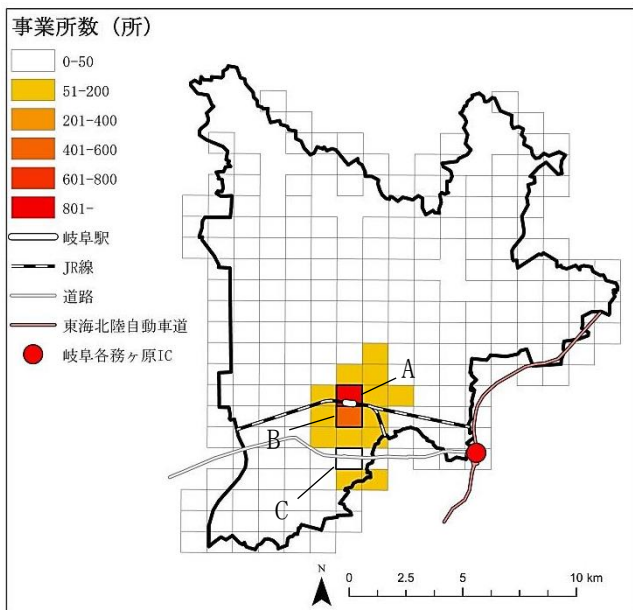 事業所数 (所)
0-50
51-200
201-400
401-600
601-800
801-
岐阜駅
JR線
道路
東海北陸自動車道
岐阜各務ヶ原IC
A
B
C
N
0 2.5 5 10 km